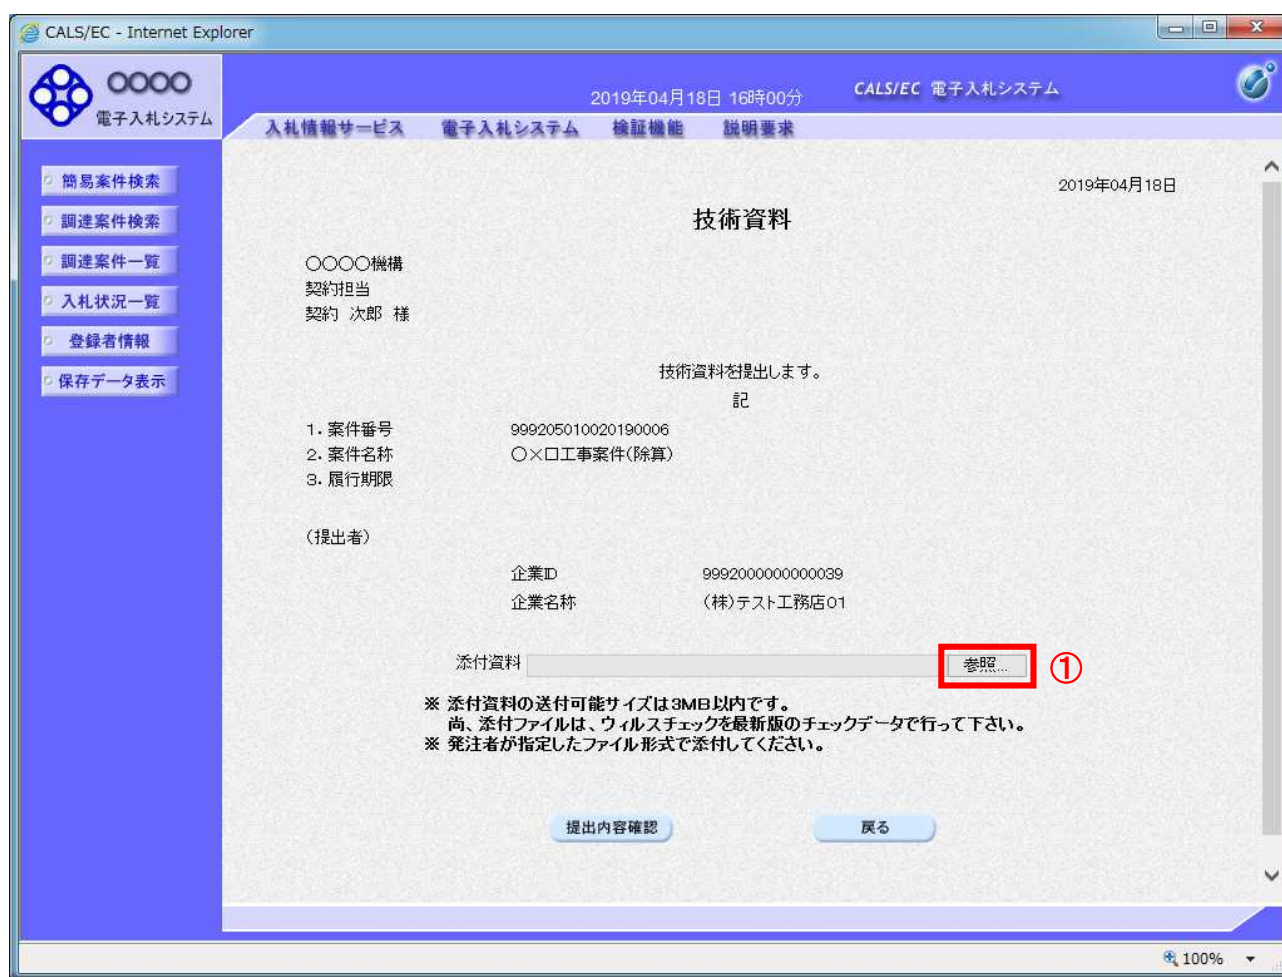 CALS/EC - Internet Explorer
〇〇〇〇
電子入札システム
2019年04月18日 16時00分
CALS/EC 電子入札システム
入札情報サービス 電子入札システム 検証機能 説明要求
簡易案件検索
調達案件検索
調達案件一覧
入札状況一覧
登録者情報
保存データ表示
2019年04月18日
技術資料
〇〇〇〇機構
契約担当
契約 次郎 様
技術資料を提出します。
記
1.案件番号 999205010020190006
2.案件名称 〇×口工事案件(除算)
3.履行期限
(提出者)
企業ID 9992000000000039
企業名称 (株)テスト工務店01
添付資料 参照... ①
※ 添付資料の送付可能サイズは3MB以内です。
尚、添付ファイルは、ウィルスチェックを最新版のチェックデータで行って下さい。
※ 発注者が指定したファイル形式で添付してください。
提出内容確認 戻る
100%